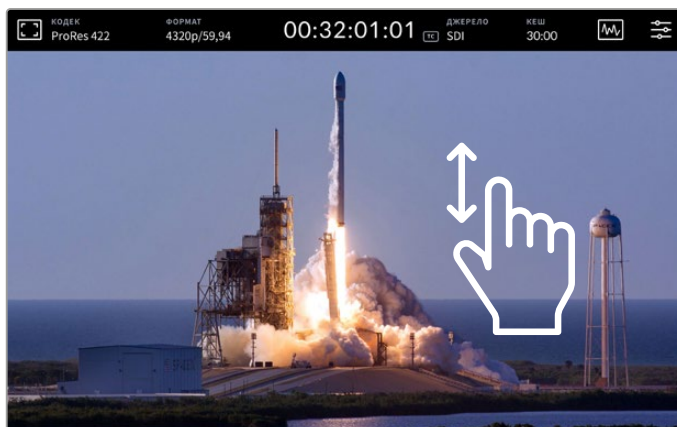 КОДЕК
ProRes 422
ФОРМАТ
4320p/59,94
00:32:01:01
TC
ДЖЕРЕЛО
SDI
КЕШ
30:00